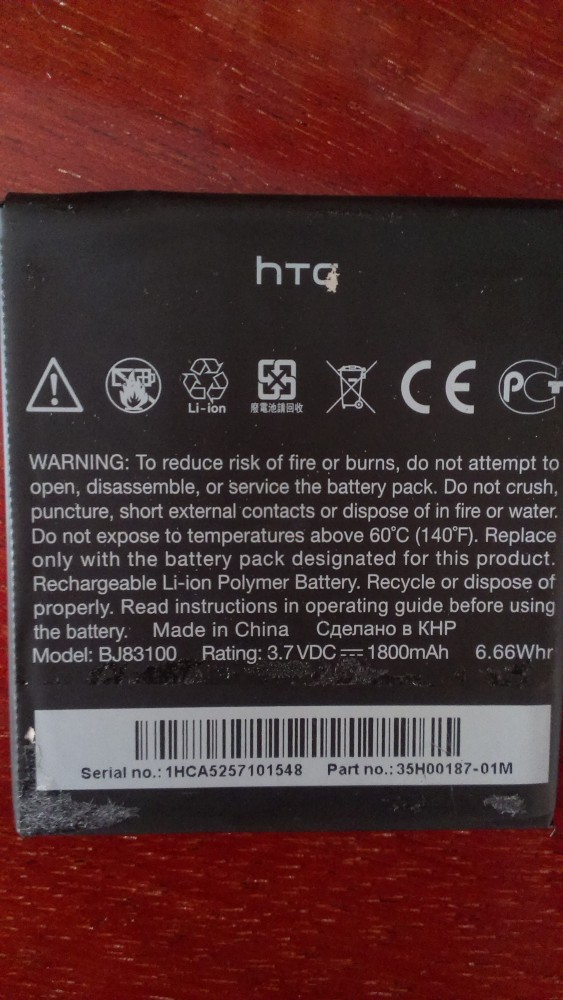 hTC
Li-ion
廢電池請回收
CE
PCT
WARNING: To reduce risk of fire or burns, do not attempt to
open, disassemble, or service the battery pack. Do not crush,
puncture, short external contacts or dispose of in fire or water.
Do not expose to temperatures above 60°C (140°F). Replace
only with the battery pack designated for this product.
Rechargeable Li-ion Polymer Battery. Recycle or dispose of
properly. Read instructions in operating guide before using
the battery. Made in China Сделано в КНР
Model: BJ83100 Rating: 3.7 VDC ⎓ 1800mAh 6.66Whr
Serial no.: 1HCA5257101548 Part no.: 35H00187-01M